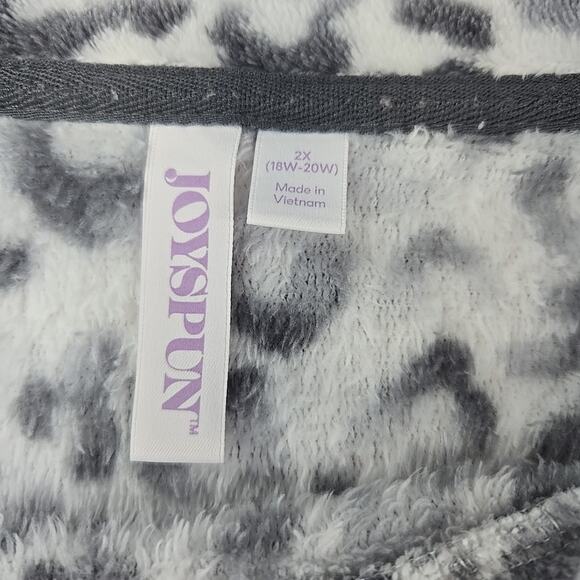 JOYSPUN™
2X
(18W-20W)
Made in
Vietnam